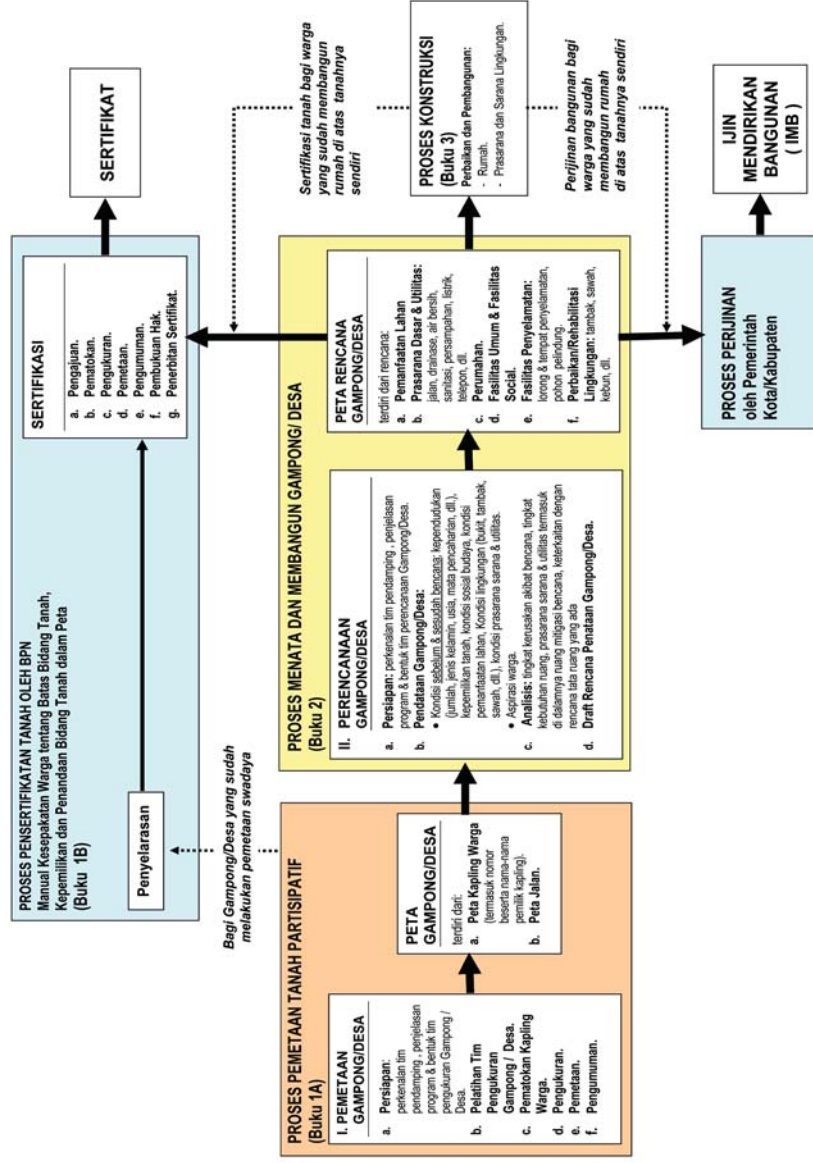 PROSES PENSERTIFIKATAN TANAH OLEH BPN
Manual Kesepakatan Warga tentang Batas Bidang Tanah,
Kepemilikan dan Penandaan Bidang Tanah dalam Peta
(Buku 1B)
Penyelarasan
SERTIFIKASI
a. Pengajuan.
b. Pematokan.
c. Pengukuran.
d. Pemetaan.
e. Pengumuman.
f. Pembukuan Hak.
g. Penerbitan Sertifikat.
SERTIFIKAT
Bagi Gampong/Desa yang sudah
melakukan pemetaan swadaya
Sertifikasi tanah bagi warga
yang sudah membangun
rumah di atas tanahnya
sendiri
PROSES PEMETAAN TANAH PARTISIPATIF
(Buku 1A)
I. PEMETAAN
GAMPONG/DESA
a. Persiapan:
perkenalan tim
pendamping , penjelasan
program & bentuk tim
pengukuran Gampong /
Desa.
b. Pelatihan Tim
Pengukuran
Gampong / Desa.
c. Pematokan Kapling
Warga.
d. Pengukuran.
e. Pemetaan.
f. Pengumuman.
PETA
GAMPONG/DESA
terdiri dari:
a. Peta Kapling Warga
(termasuk nomor
beserta nama-nama
pemilik kapling).
b. Peta Jalan.
PROSES MENATA DAN MEMBANGUN GAMPONG/ DESA
(Buku 2)
II. PERENCANAAN
GAMPONG/DESA
a. Persiapan: perkenalan tim pendamping , penjelasan
program & bentuk tim perencanaan Gampong/Desa.
b. Pendataan Gampong/Desa:
• Kondisi sebelum & sesudah bencana: kependudukan
(jumlah, jenis kelamin, usia, mata pencaharian, dll.),
kepemilikan tanah, kondisi sosial budaya, kondisi
pemanfaatan lahan, Kondisi lingkungan (bukit, tambak,
sawah, dll.), kondisi prasarana sarana & utilitas.
• Aspirasi warga.
c. Analisis: tingkat kerusakan akibat bencana, tingkat
kebutuhan ruang, prasarana sarana & utilitas termasuk
di dalamnya ruang mitigasi bencana, keterkaitan dengan
rencana tata ruang yang ada
d. Draft Rencana Penataan Gampong/Desa.
PETA RENCANA
GAMPONG/DESA
terdiri dari rencana:
a. Pemanfaatan Lahan
b. Prasarana Dasar & Utilitas:
jalan, drainase, air bersih,
sanitasi, persampahan, listrik,
telepon, dll.
c. Perumahan.
d. Fasilitas Umum & Fasilitas
Social.
e. Fasilitas Penyelamatan:
lorong & tempat penyelamatan,
pohon pelindung.
f. Perbaikan/Rehabilitasi
Lingkungan: tambak, sawah,
kebun, dll.
PROSES KONSTRUKSI
(Buku 3)
Perbaikan dan Pembangunan:
- Rumah.
- Prasarana dan Sarana Lingkungan.
Perijinan bangunan bagi
warga yang sudah
membangun rumah
di atas tanahnya sendiri
PROSES PERIJINAN
oleh Pemerintah
Kota/Kabupaten
IJIN
MENDIRIKAN
BANGUNAN
( IMB )